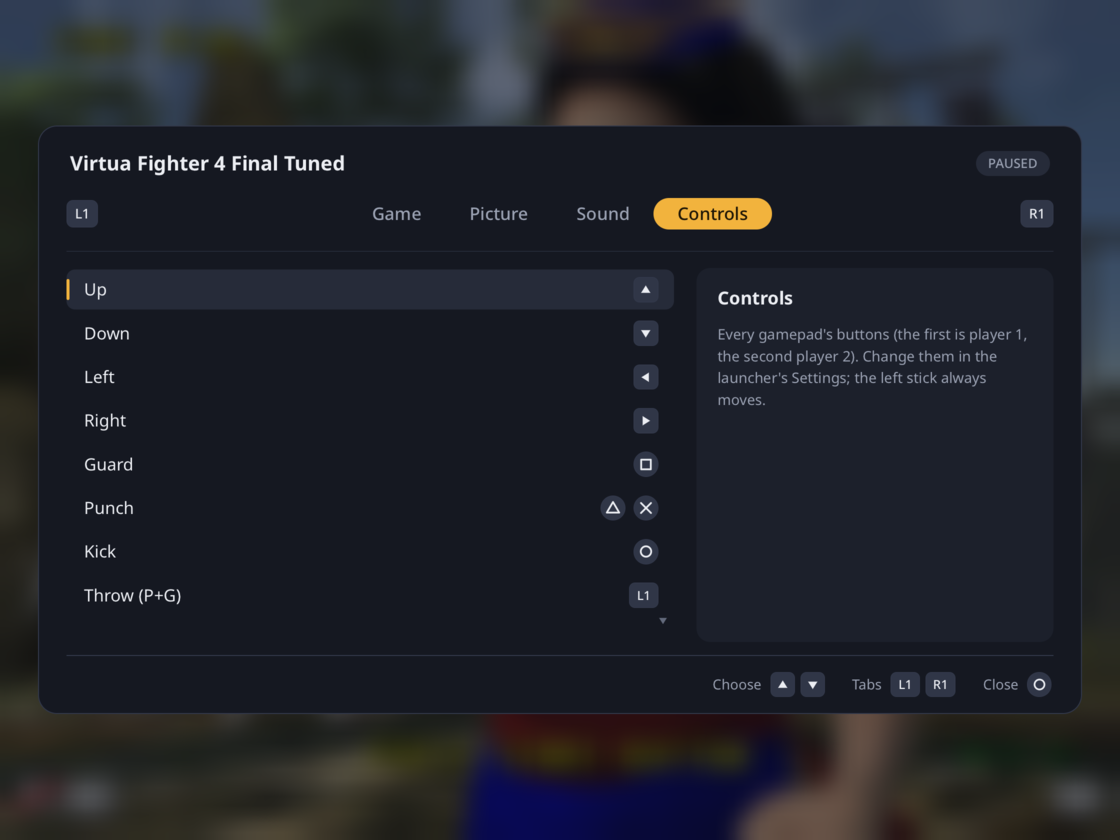 Virtua Fighter 4 Final Tuned
PAUSED
L1
Game
Picture
Sound
Controls
R1
Up
Down
Left
Right
Guard
Punch
Kick
Throw (P+G)
L1
Controls
Every gamepad's buttons (the first is player 1,
the second player 2). Change them in the
launcher's Settings; the left stick always
moves.
Choose
Tabs L1 R1
Close